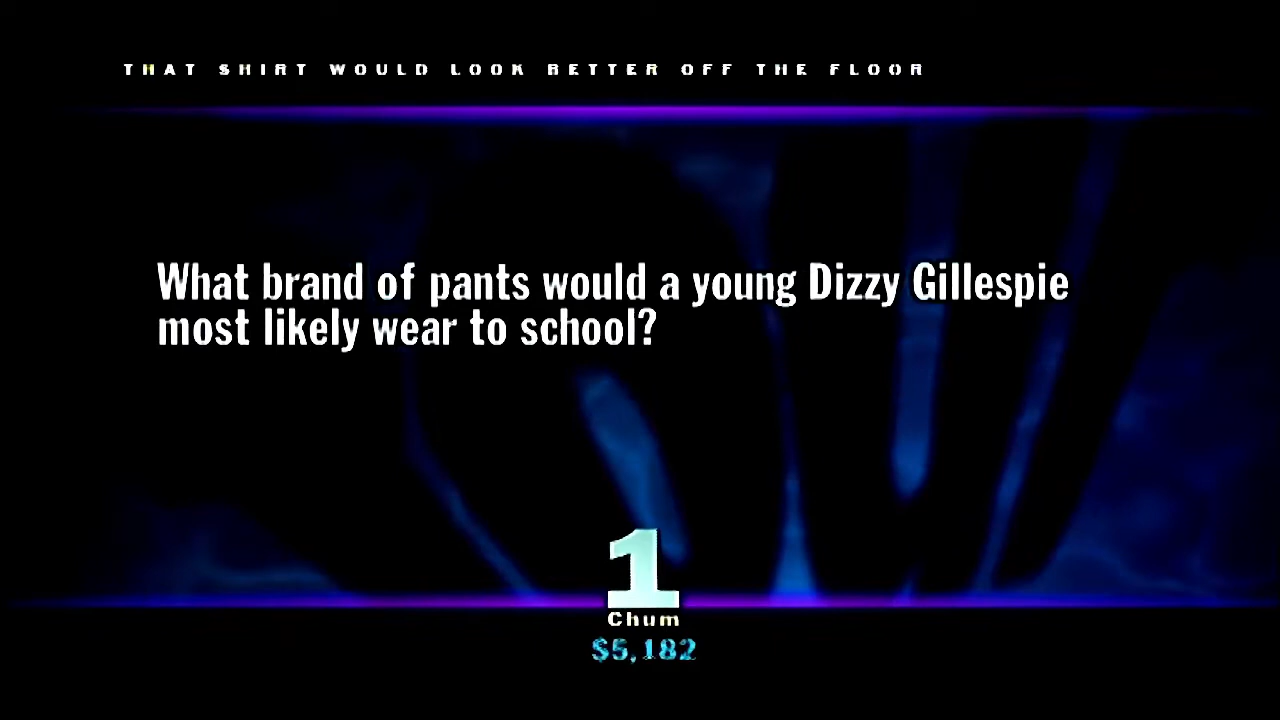 THAT SHIRT WOULD LOOK BETTER OFF THE FLOOR
What brand of pants would a young Dizzy Gillespie
most likely wear to school?
1
Chum
$5,182